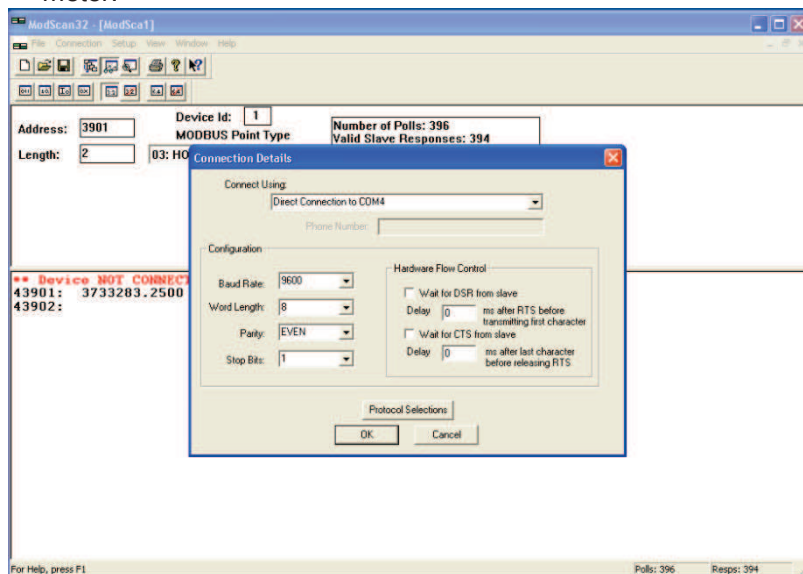 meter.
ModScan32 - [ModSca1]
File Connection Setup View Window Help
Address: 3901
Device Id: 1
MODBUS Point Type
Number of Polls: 396
Valid Slave Responses: 394
Length: 2
03: HO
Connection Details
Connect Using:
Direct Connection to COM4
Phone Number:
Configuration
Baud Rate: 9600
Word Length: 8
Parity: EVEN
Stop Bits: 1
Hardware Flow Control
Wait for DSR from slave
Delay 0 ms after RTS before
transmitting first character
Wait for CTS from slave
Delay 0 ms after last character
before releasing RTS
Protocol Selections
OK Cancel
** Device NOT CONNECT
43901: 3733283.2500
43902:
For Help, press F1
Polls: 396 Resps: 394